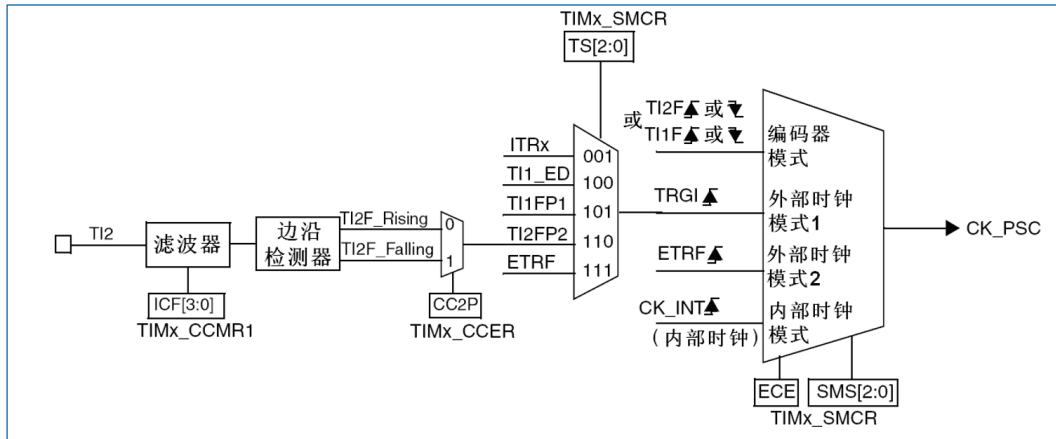 TIMx_SMCR
TS[2:0]
TI2F 或
或
TI1F 或
编码器
模式
ITRx
001
TI1_ED
100
TRGI
外部时钟
模式1
TI1FP1
101
CK_PSC
TI2
滤波器
边沿
检测器
TI2F_Rising
0
TI2F_Falling
1
TI2FP2
110
ETRF
111
ETRF
外部时钟
模式2
ICF[3:0]
TIMx_CCMR1
CC2P
TIMx_CCER
CK_INT
(内部时钟)
内部时钟
模式
ECE
SMS[2:0]
TIMx_SMCR